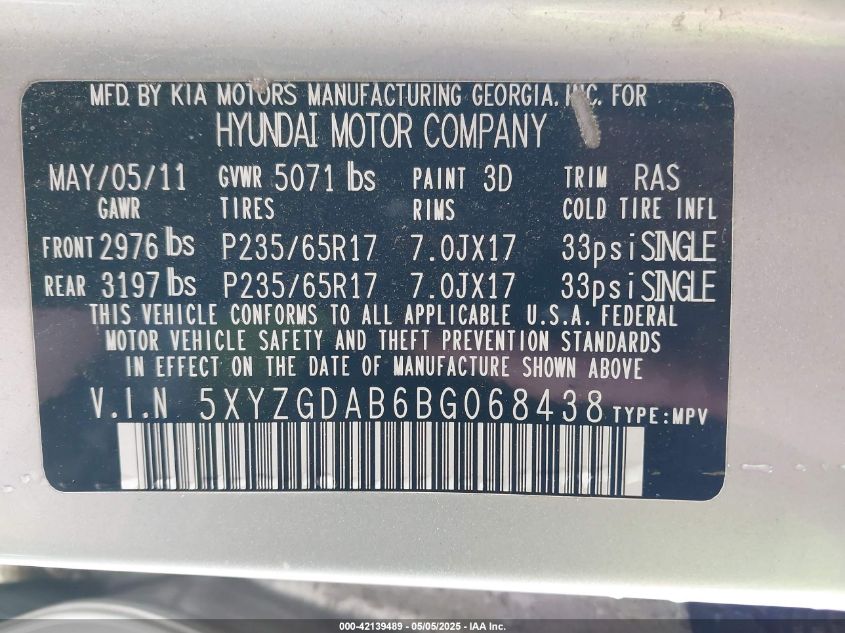 MFD. BY KIA MOTORS MANUFACTURING GEORGIA, INC. FOR
HYUNDAI MOTOR COMPANY
MAY/05/11 GVWR 5071 lbs PAINT 3D TRIM RAS
GAWR TIRES RIMS COLD TIRE INFL
FRONT 2976 lbs P235/65R17 7.0JX17 33psi SINGLE
REAR 3197 lbs P235/65R17 7.0JX17 33psi SINGLE
THIS VEHICLE CONFORMS TO ALL APPLICABLE U.S.A. FEDERAL
MOTOR VEHICLE SAFETY AND THEFT PREVENTION STANDARDS
IN EFFECT ON THE DATE OF MANUFACTURE SHOWN ABOVE
V.I.N 5XYZGDAB6BG068438 TYPE:MPV
000-42139489 - 05/05/2025 - IAA Inc.